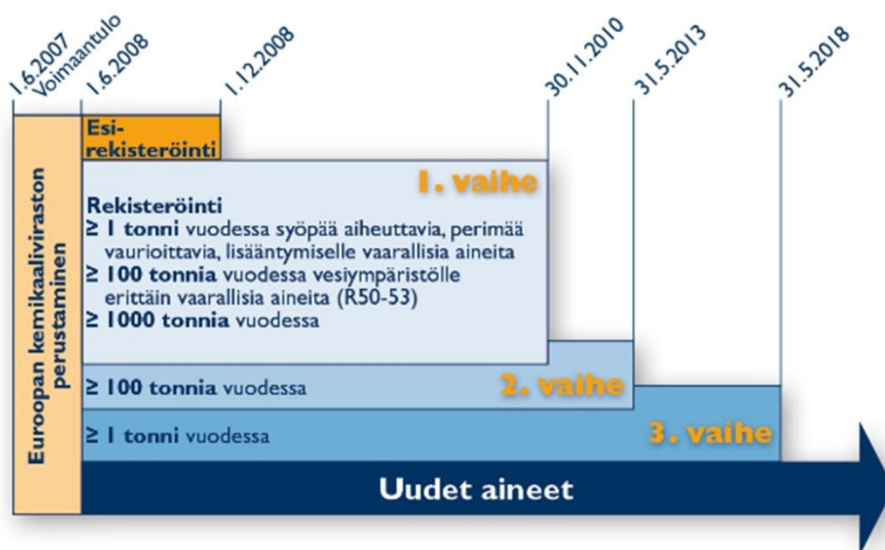 1.6.2007
Voimaantulo
1.6.2008
1.12.2008
30.11.2010
31.5.2013
31.5.2018
Euroopan kemikaaliviraston
perustaminen
Esi-
rekisteröinti
1. vaihe
Rekisteröinti
≥ 1 tonni vuodessa syöpää aiheuttavia, perimää
vaurioittavia, lisääntymiselle vaarallisia aineita
≥ 100 tonnia vuodessa vesiympäristölle
erittäin vaarallisia aineita (R50-53)
≥ 1000 tonnia vuodessa
≥ 100 tonnia vuodessa
2. vaihe
≥ 1 tonni vuodessa
3. vaihe
Uudet aineet